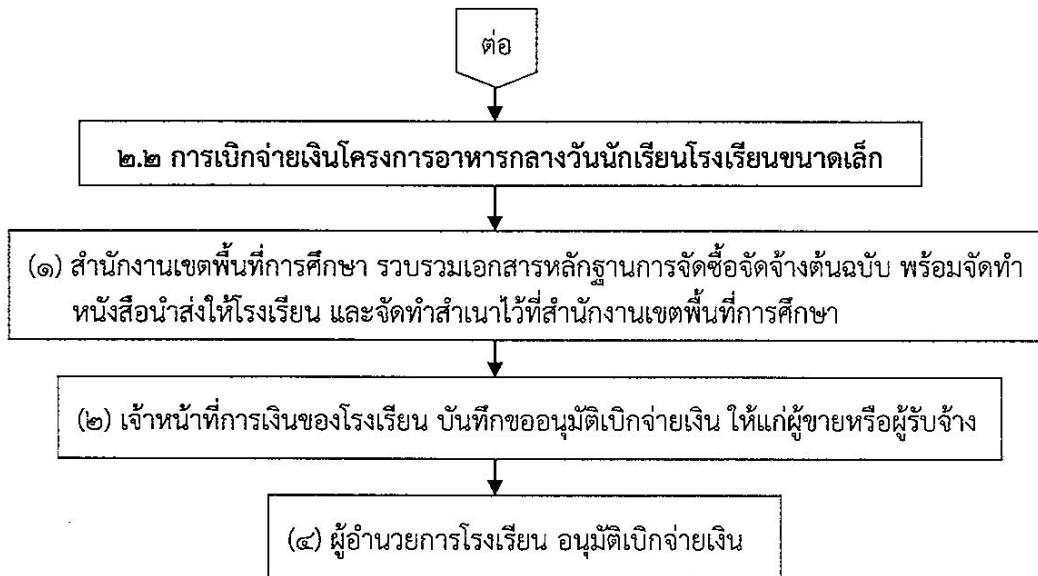 ต่อ
๒.๒ การเบิกจ่ายเงินโครงการอาหารกลางวันนักเรียนโรงเรียนขนาดเล็ก
(๑) สำนักงานเขตพื้นที่การศึกษา รวบรวมเอกสารหลักฐานการจัดซื้อจัดจ้างต้นฉบับ พร้อมจัดทำ
หนังสือนำส่งให้โรงเรียน และจัดทำสำเนาไว้ที่สำนักงานเขตพื้นที่การศึกษา
(๒) เจ้าหน้าที่การเงินของโรงเรียน บันทึกขออนุมัติเบิกจ่ายเงิน ให้แก่ผู้ขายหรือผู้รับจ้าง
(๔) ผู้อำนวยการโรงเรียน อนุมัติเบิกจ่ายเงิน